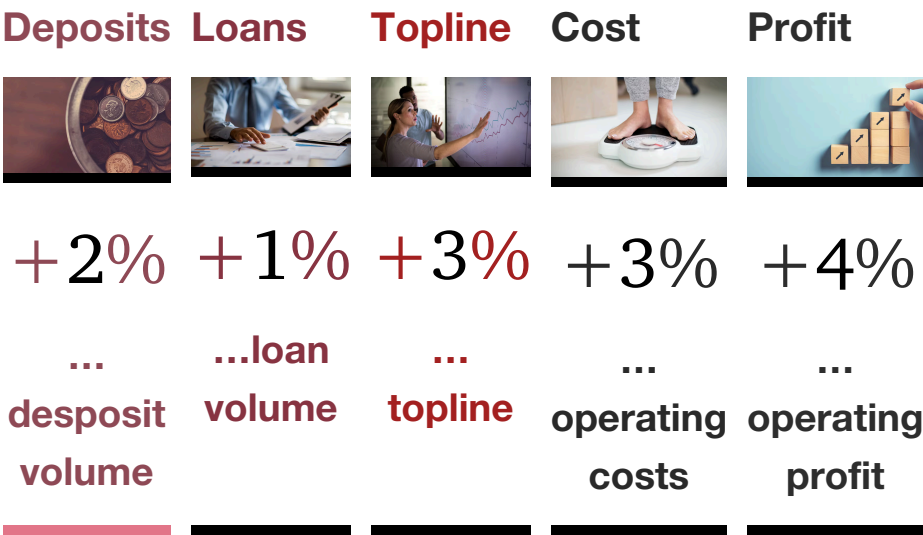 Deposits
Loans
Topline
Cost
Profit
+2%
+1%
+3%
+3%
+4%
...
desposit
volume
...loan
volume
...
topline
...
operating
costs
...
operating
profit